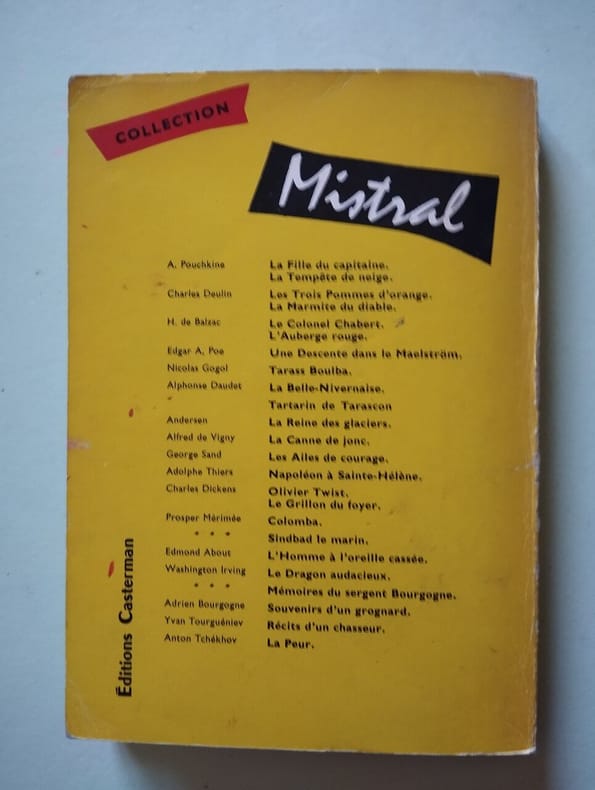 COLLECTION
Mistral
A. Pouchkine La Fille du capitaine.
La Tempête de neige.
Charles Deulin Les Trois Pommes d'orange.
La Marmite du diable.
H. de Balzac Le Colonel Chabert.
L'Auberge rouge.
Edgar A. Poe Une Descente dans le Maelström.
Nicolas Gogol Tarass Boulba.
Alphonse Daudet La Belle-Nivernaise.
Tartarin de Tarascon
Andersen La Reine des glaciers.
Alfred de Vigny La Canne de jonc.
George Sand Les Ailes de courage.
Adolphe Thiers Napoléon à Sainte-Hélène.
Charles Dickens Olivier Twist.
Le Grillon du foyer.
Prosper Mérimée Colomba.
* * * Sindbad le marin.
Edmond About L'Homme à l'oreille cassée.
Washington Irving Le Dragon audacieux.
* * * Mémoires du sergent Bourgogne.
Adrien Bourgogne Souvenirs d'un grognard.
Yvan Tourguéniev Récits d'un chasseur.
Anton Tchékhov La Peur.
Éditions Casterman